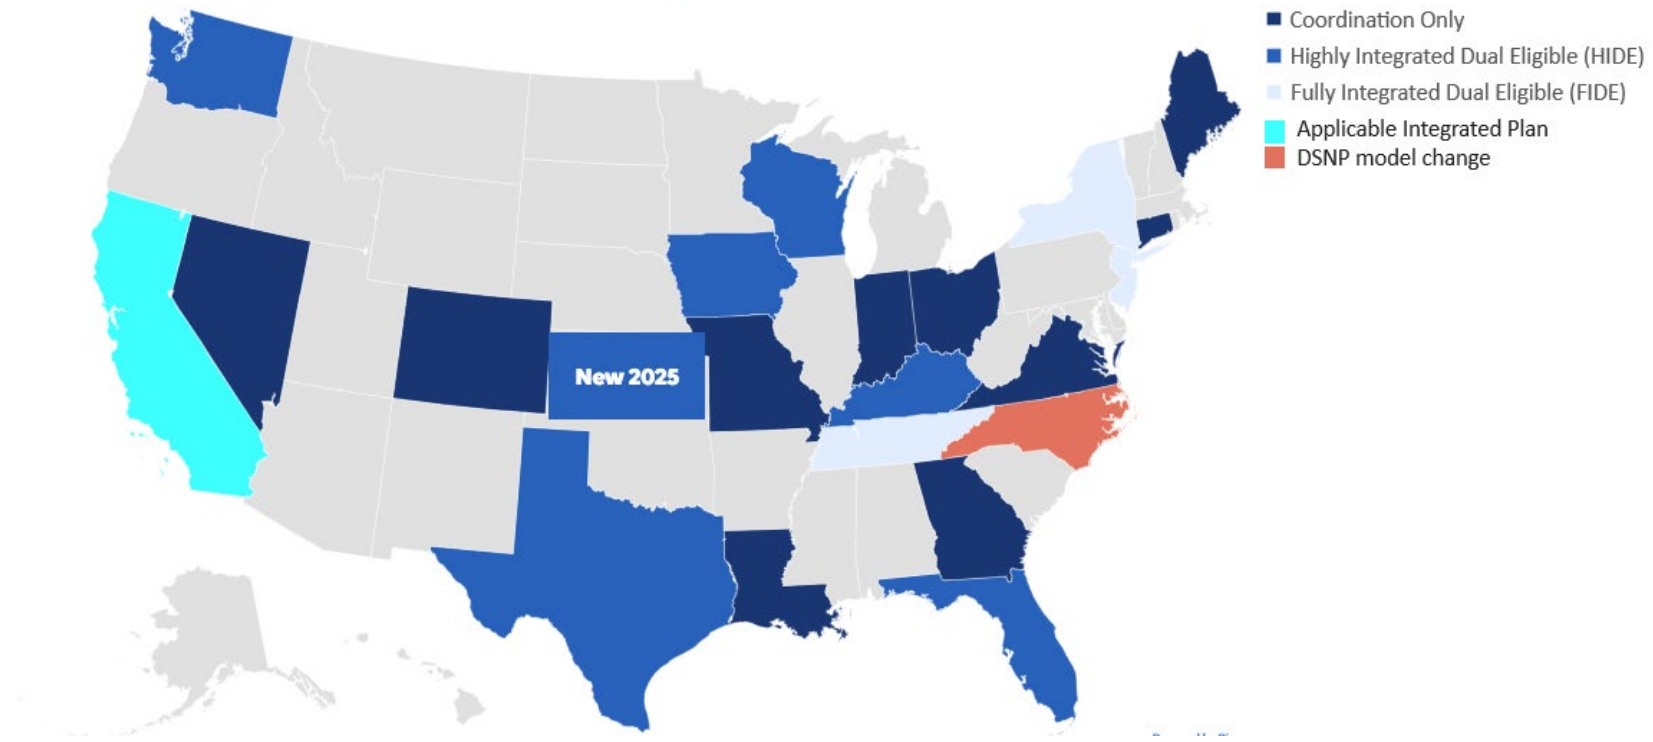 Coordination Only
Highly Integrated Dual Eligible (HIDE)
Fully Integrated Dual Eligible (FIDE)
Applicable Integrated Plan
DSNP model change
New 2025